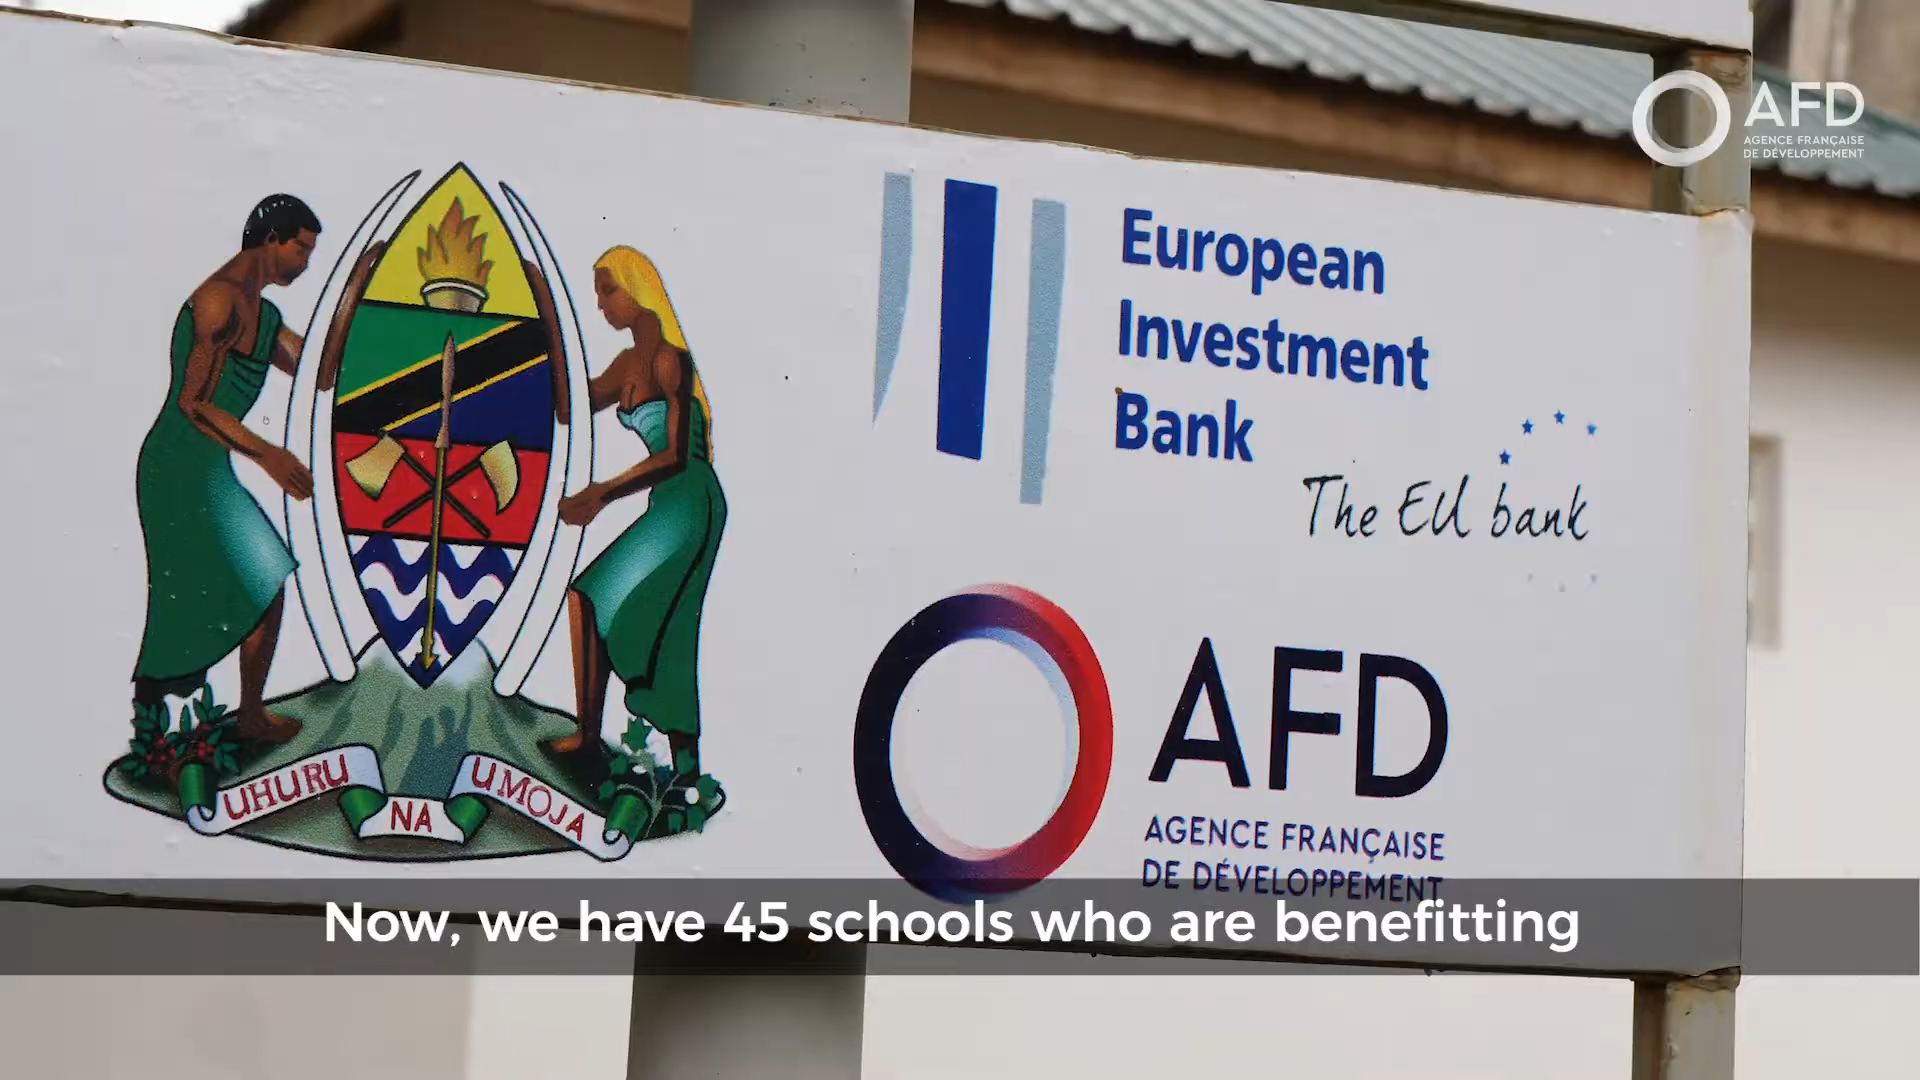 AFD
AGENCE FRANÇAISE
DE DÉVELOPPEMENT
European
Investment
Bank
The EU bank
UHURU
NA
UMOJA
AFD
AGENCE FRANÇAISE
DE DÉVELOPPEMENT
Now, we have 45 schools who are benefitting